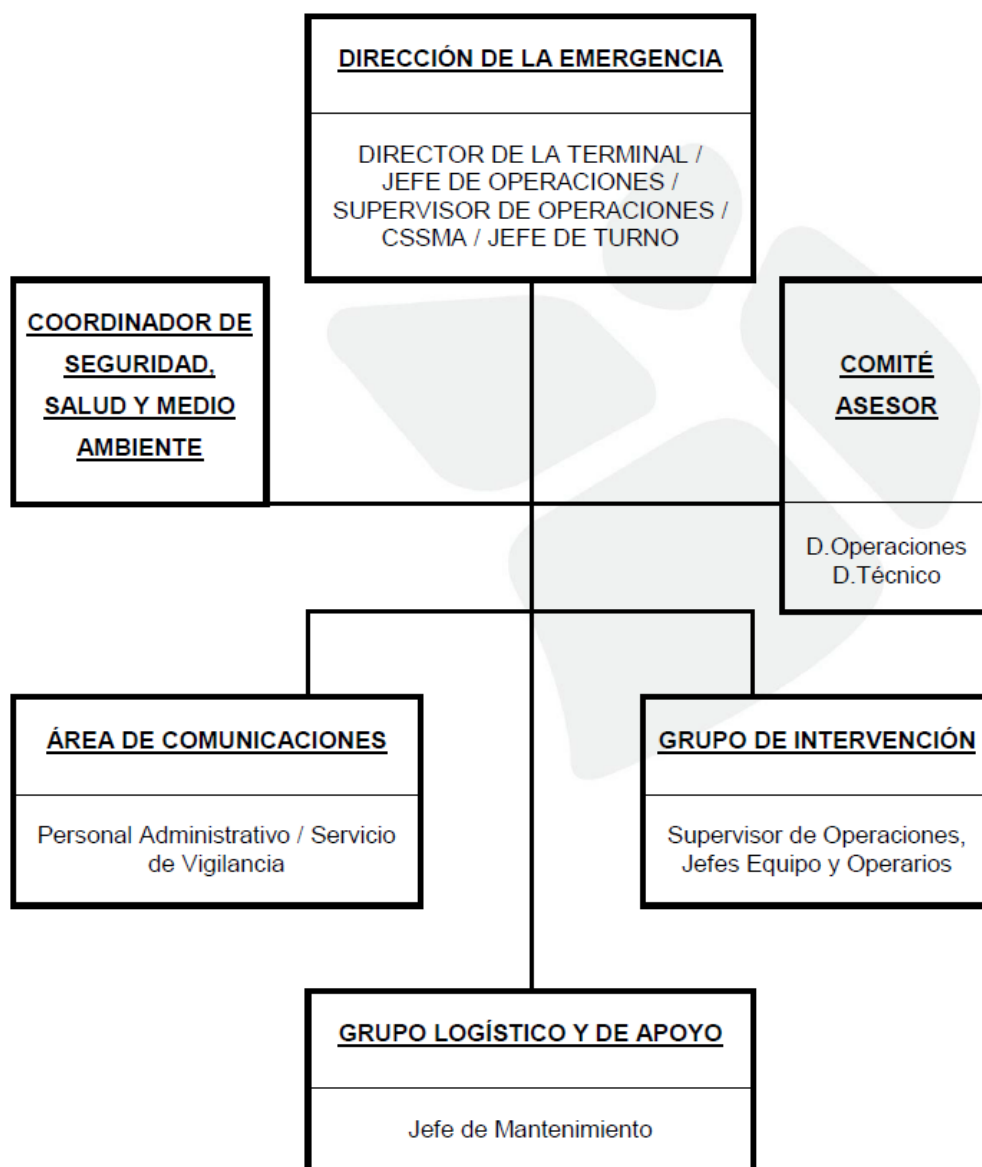 DIRECCIÓN DE LA EMERGENCIA
DIRECTOR DE LA TERMINAL /
JEFE DE OPERACIONES /
SUPERVISOR DE OPERACIONES /
CSSMA / JEFE DE TURNO
COORDINADOR DE
SEGURIDAD,
SALUD Y MEDIO
AMBIENTE
COMITÉ
ASESOR
D.Operaciones
D.Técnico
ÁREA DE COMUNICACIONES
Personal Administrativo / Servicio
de Vigilancia
GRUPO DE INTERVENCIÓN
Supervisor de Operaciones,
Jefes Equipo y Operarios
GRUPO LOGÍSTICO Y DE APOYO
Jefe de Mantenimiento